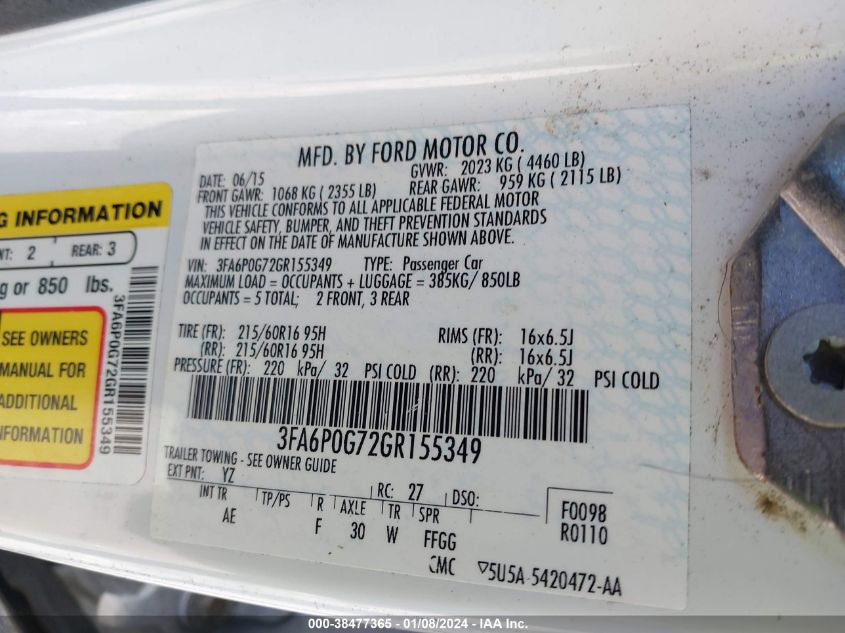 G INFORMATION
NT: 2 REAR: 3
g or 850 lbs.
SEE OWNERS
MANUAL FOR
ADDITIONAL
INFORMATION
3FA6P0G72GR155349
MFD. BY FORD MOTOR CO.
DATE: 06/15 GVWR: 2023 KG ( 4460 LB)
FRONT GAWR: 1068 KG ( 2355 LB) REAR GAWR: 959 KG ( 2115 LB)
THIS VEHICLE CONFORMS TO ALL APPLICABLE FEDERAL MOTOR
VEHICLE SAFETY, BUMPER, AND THEFT PREVENTION STANDARDS
IN EFFECT ON THE DATE OF MANUFACTURE SHOWN ABOVE.
VIN: 3FA6P0G72GR155349 TYPE: Passenger Car
MAXIMUM LOAD = OCCUPANTS + LUGGAGE = 385KG/ 850LB
OCCUPANTS = 5 TOTAL; 2 FRONT, 3 REAR
TIRE (FR): 215/60R16 95H RIMS (FR): 16x6.5J
(RR): 215/60R16 95H (RR): 16x6.5J
PRESSURE (FR): 220 kPa/ 32 PSI COLD (RR): 220 kPa/ 32 PSI COLD
3FA6P0G72GR155349
TRAILER TOWING - SEE OWNER GUIDE
EXT PNT: YZ RC: 27 DSO: F0098
INT TR TP/PS R AXLE TR SPR R0110
AE F 30 W FFGG
CMC 5U5A-5420472-AA
000-38477365 - 01/08/2024 - IAA Inc.